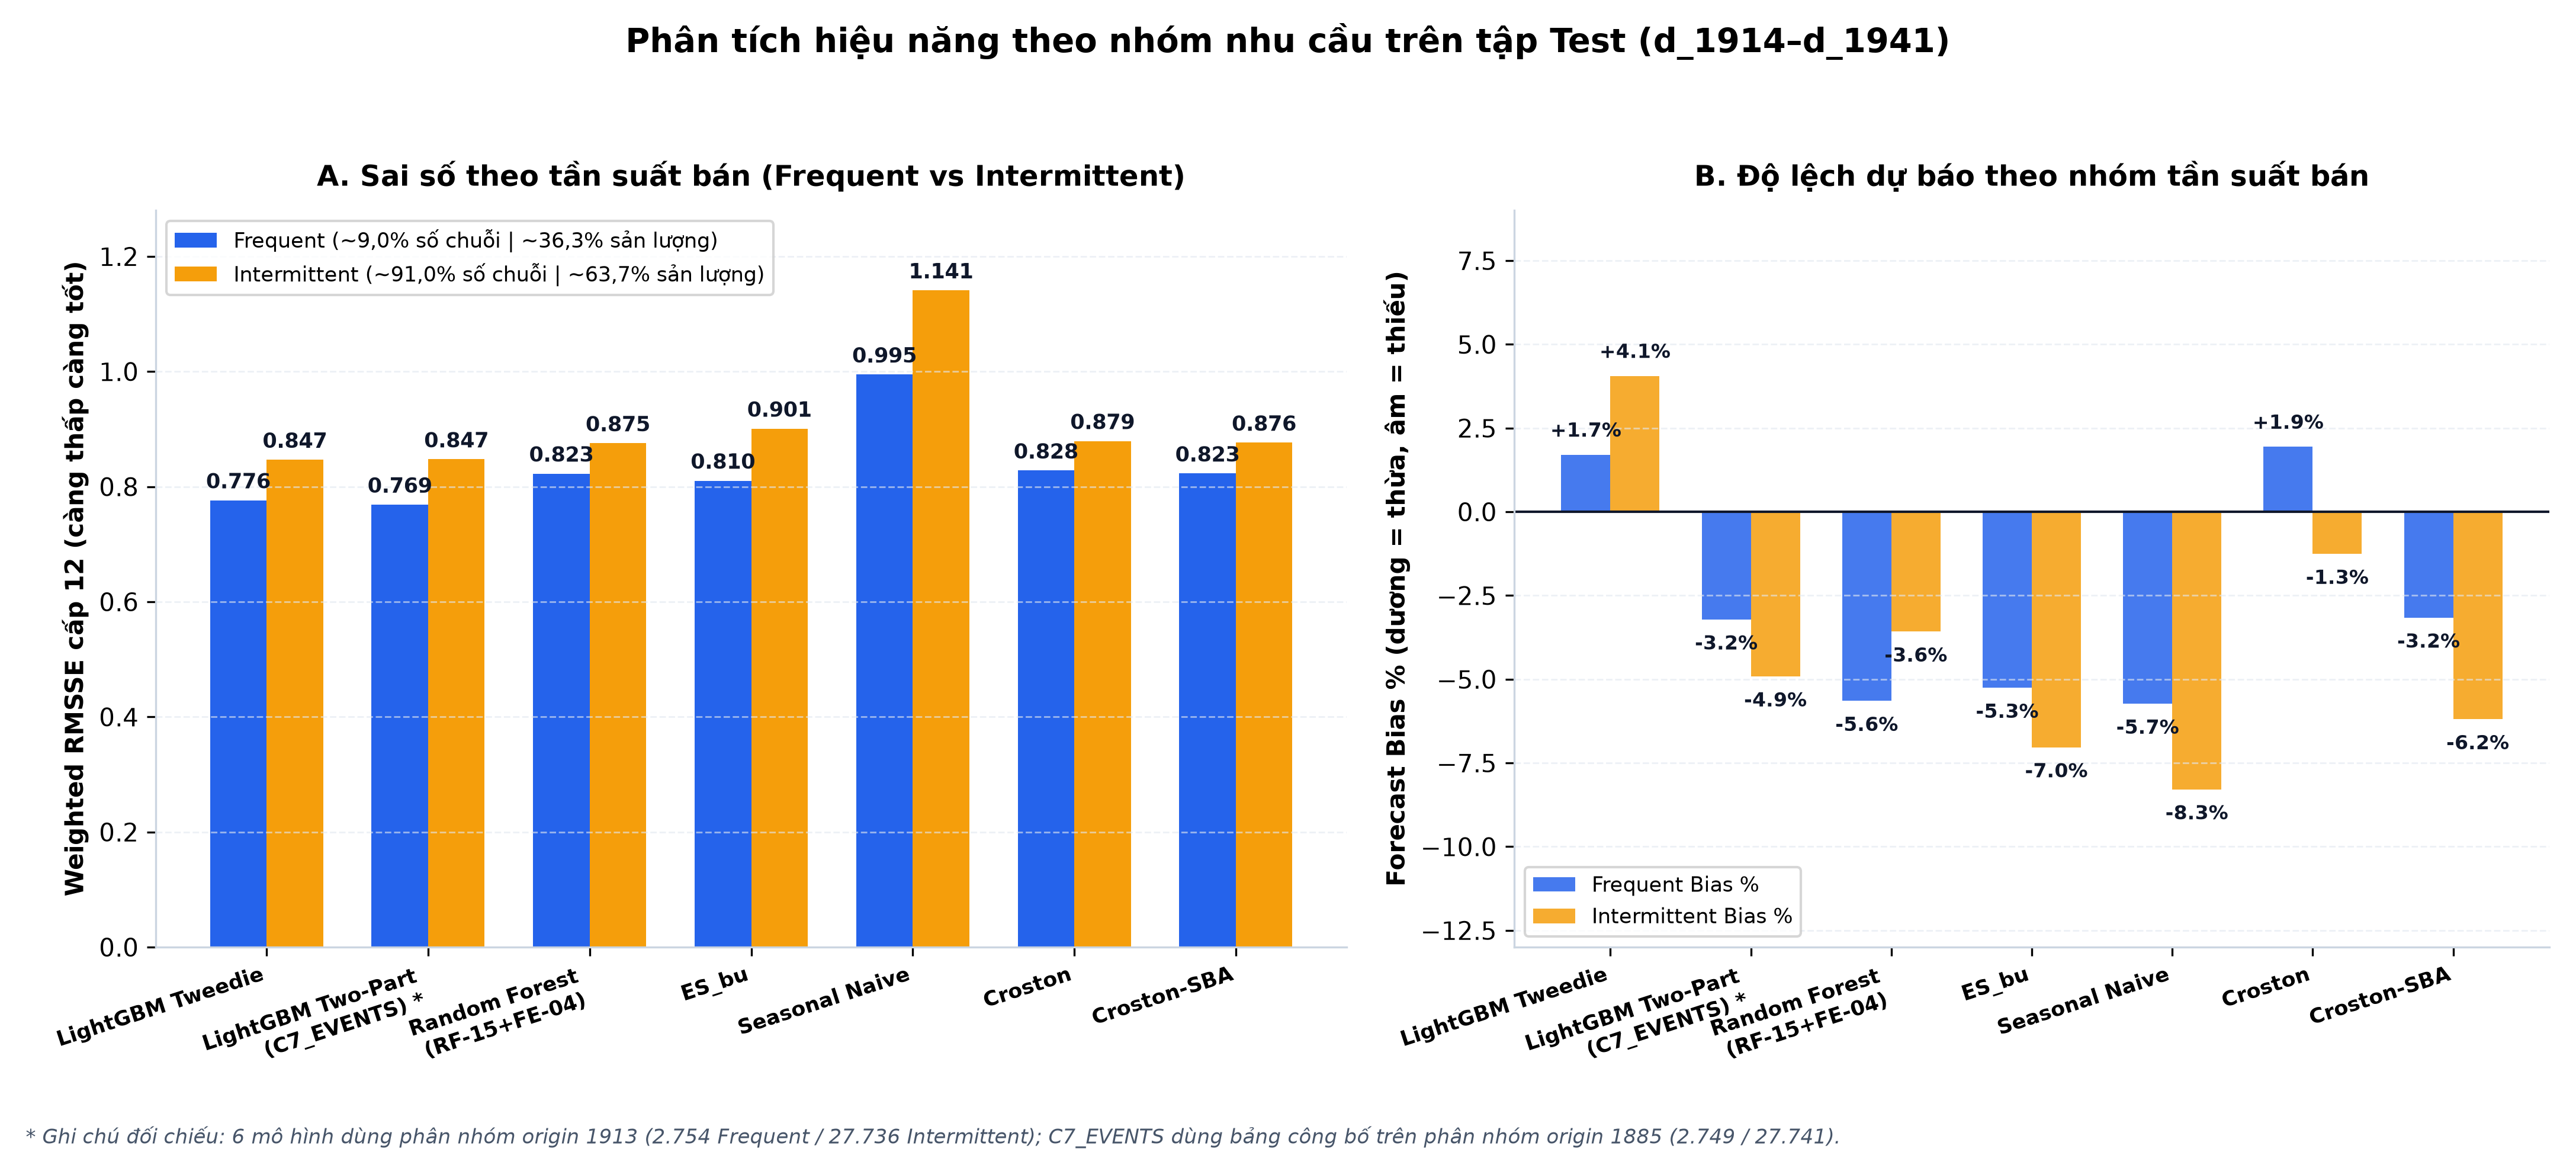 Phân tích hiệu năng theo nhóm nhu cầu trên tập Test (d_1914–d_1941)
A. Sai số theo tần suất bán (Frequent vs Intermittent)
Weighted RMSSE cấp 12 (càng thấp càng tốt)
1.2
1.0
0.8
0.6
0.4
0.2
0.0
Frequent (~9,0% số chuỗi | ~36,3% sản lượng)
Intermittent (~91,0% số chuỗi | ~63,7% sản lượng)
0.776
0.847
0.769
0.847
0.823
0.875
0.810
0.901
0.995
1.141
0.828
0.879
0.823
0.876
LightGBM Tweedie
LightGBM Two-Part
(C7_EVENTS) *
Random Forest
(RF-15+FE-04)
ES_bu
Seasonal Naive
Croston
Croston-SBA
B. Độ lệch dự báo theo nhóm tần suất bán
Forecast Bias % (dương = thừa, âm = thiếu)
7.5
5.0
2.5
0.0
−2.5
−5.0
−7.5
−10.0
−12.5
+1.7%
+4.1%
-3.2%
-4.9%
-5.6%
-3.6%
-5.3%
-7.0%
-5.7%
-8.3%
+1.9%
-1.3%
-3.2%
-6.2%
Frequent Bias %
Intermittent Bias %
LightGBM Tweedie
LightGBM Two-Part
(C7_EVENTS) *
Random Forest
(RF-15+FE-04)
ES_bu
Seasonal Naive
Croston
Croston-SBA
* Ghi chú đối chiếu: 6 mô hình dùng phân nhóm origin 1913 (2.754 Frequent / 27.736 Intermittent); C7_EVENTS dùng bảng công bố trên phân nhóm origin 1885 (2.749 / 27.741).